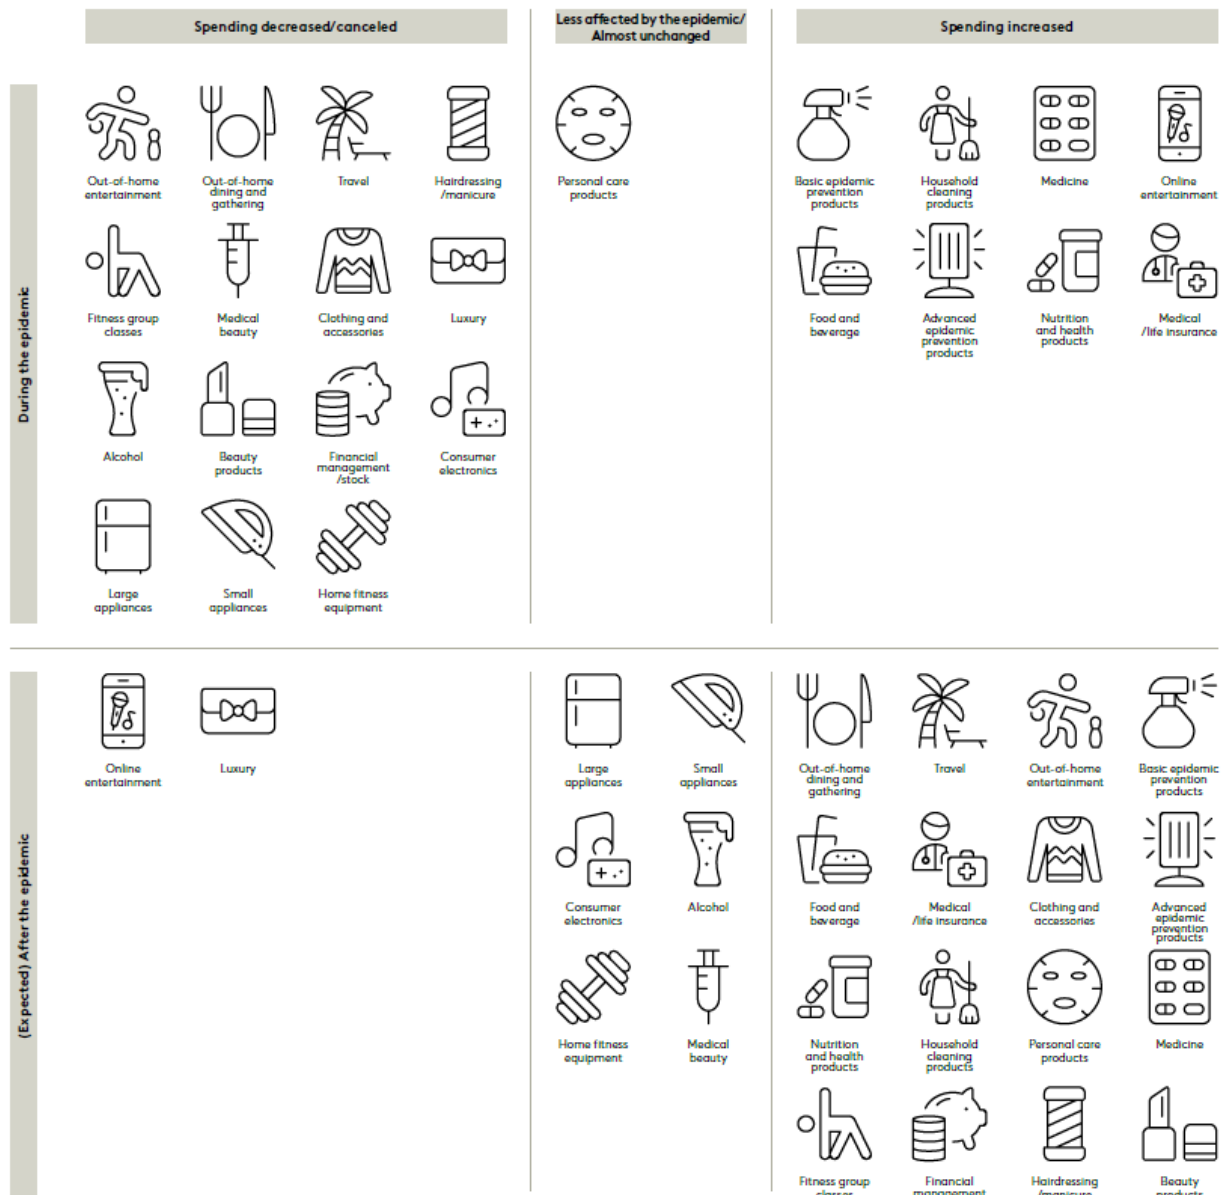 Spending decreased/canceled
Less affected by the epidemic/
Almost unchanged
Spending increased
During the epidemic
Out-of-home
entertainment
Out-of-home
dining and
gathering
Travel
Hairdressing
/manicure
Personal care
products
Basic epidemic
prevention
products
Household
cleaning
products
Medicine
Online
entertainment
Fitness group
classes
Medical
beauty
Clothing and
accessories
Luxury
Food and
beverage
Advanced
epidemic
prevention
products
Nutrition
and health
products
Medical
/life insurance
Alcohol
Beauty
products
Financial
management
/stock
Consumer
electronics
Large
appliances
Small
appliances
Home fitness
equipment
(Expected) After the epidemic
Online
entertainment
Luxury
Large
appliances
Small
appliances
Out-of-home
dining and
gathering
Travel
Out-of-home
entertainment
Basic epidemic
prevention
products
Consumer
electronics
Alcohol
Food and
beverage
Medical
/life insurance
Clothing and
accessories
Advanced
epidemic
prevention
products
Home fitness
equipment
Medical
beauty
Nutrition
and health
products
Household
cleaning
products
Personal care
products
Medicine
Fitness group
classes
Financial
management
Hairdressing
/manicure
Beauty
products